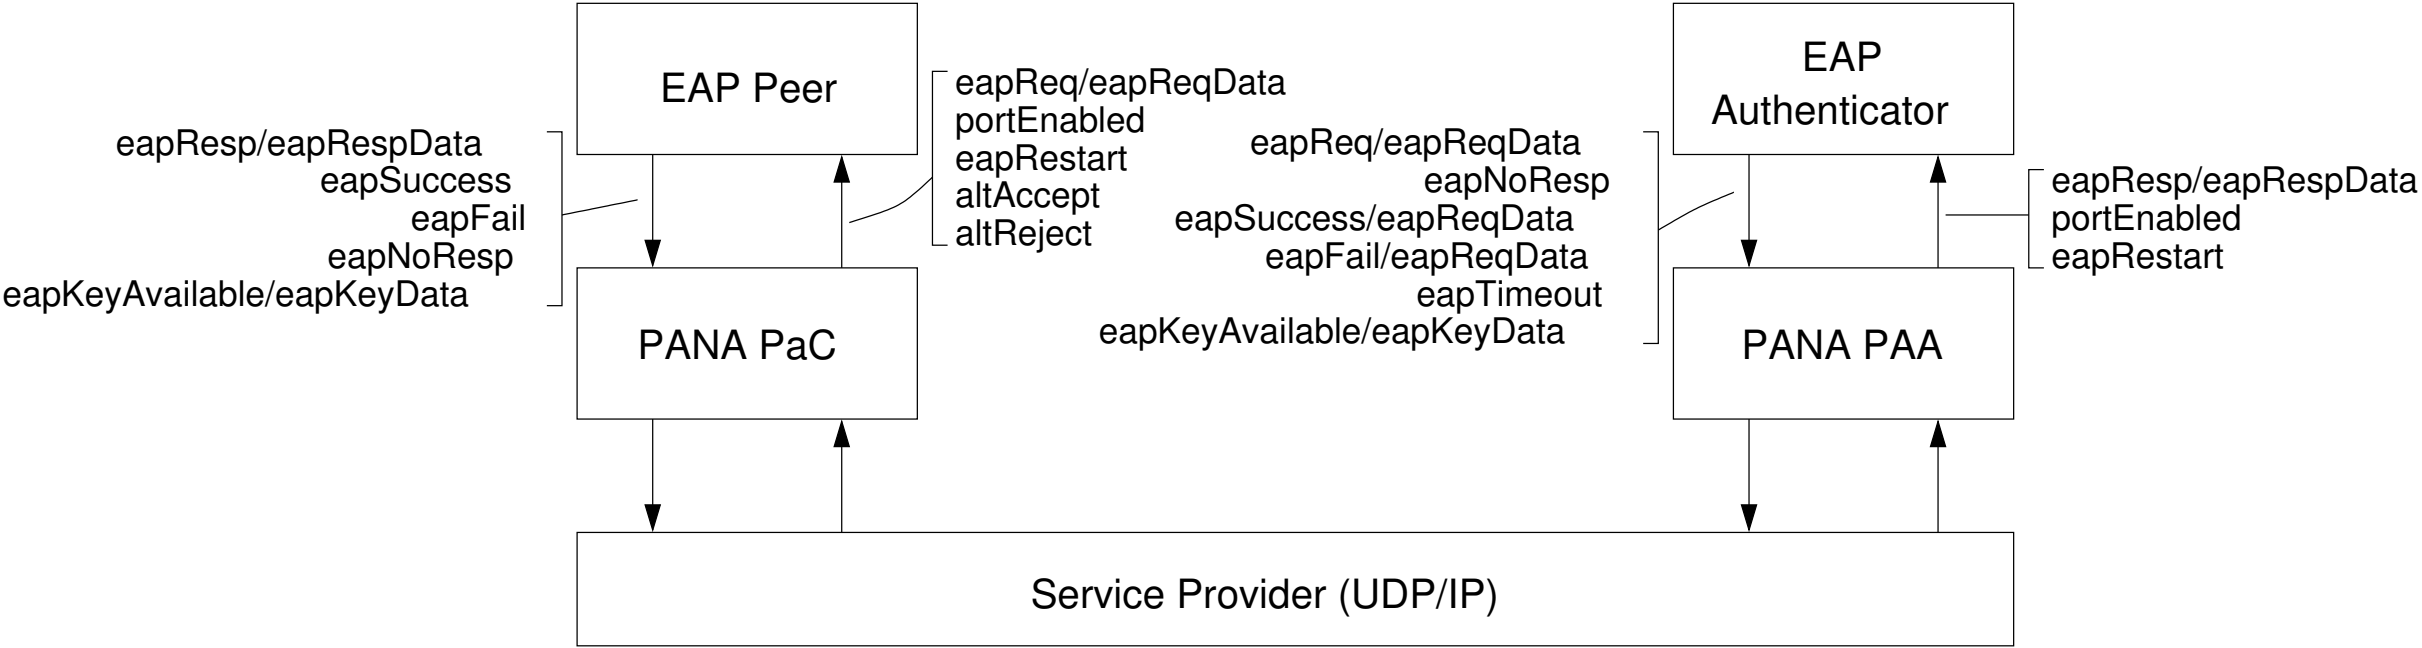 EAP Peer
eapResp/eapRespData
eapSuccess
eapFail
eapNoResp
eapKeyAvailable/eapKeyData
eapReq/eapReqData
portEnabled
eapRestart
altAccept
altReject
PANA PaC
EAP
Authenticator
eapReq/eapReqData
eapNoResp
eapSuccess/eapReqData
eapFail/eapReqData
eapTimeout
eapKeyAvailable/eapKeyData
eapResp/eapRespData
portEnabled
eapRestart
PANA PAA
Service Provider (UDP/IP)